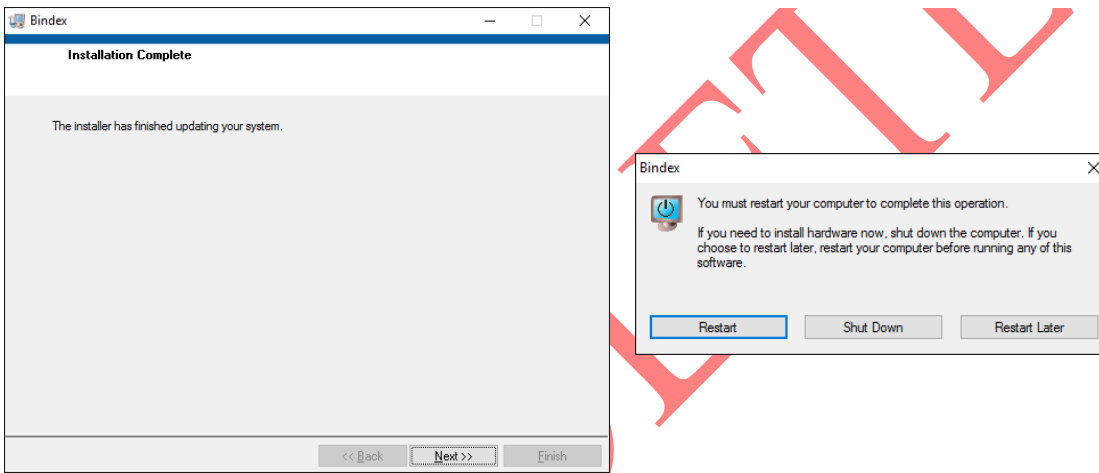 Bindex
Installation Complete
The installer has finished updating your system.
<< Back
Next >>
Finish
Bindex
You must restart your computer to complete this operation.
If you need to install hardware now, shut down the computer. If you
choose to restart later, restart your computer before running any of this
software.
Restart
Shut Down
Restart Later